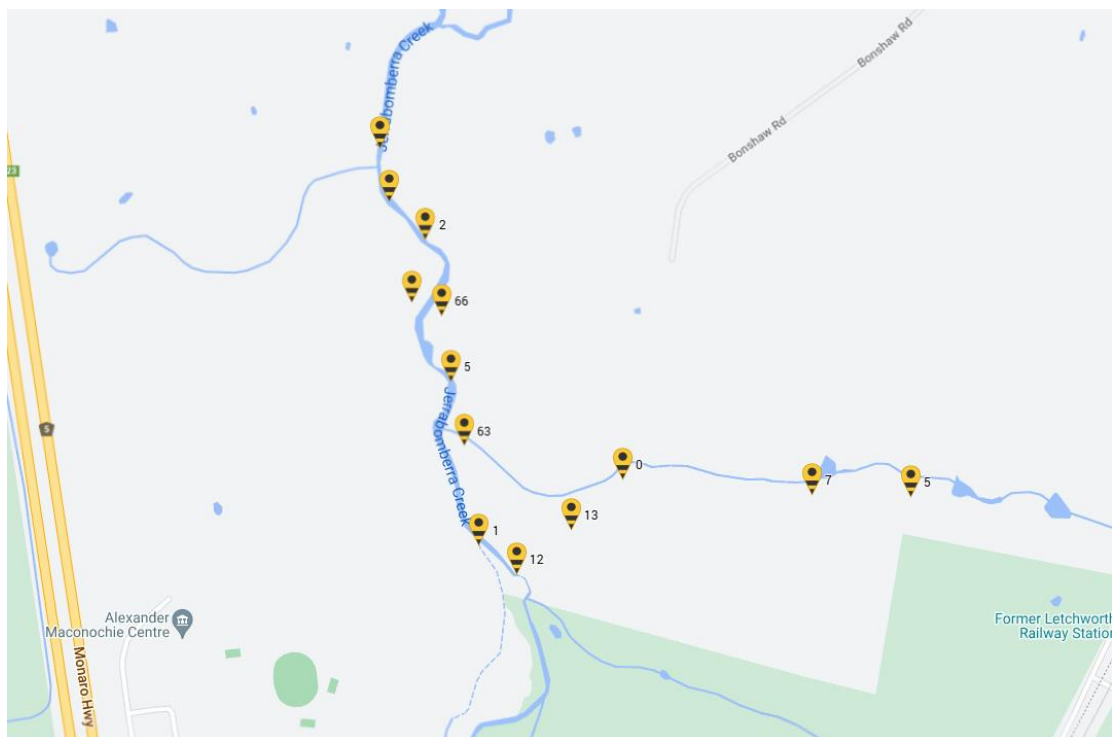 Jerrabomberra Creek
Bonshaw Rd
Bonshaw Rd
23
2
66
5
Jerrabomberra Creek
S
63
0
7
5
13
1
12
Alexander
Maconochie Centre
Former Letchworth
Railway Station
Monaro Hwy